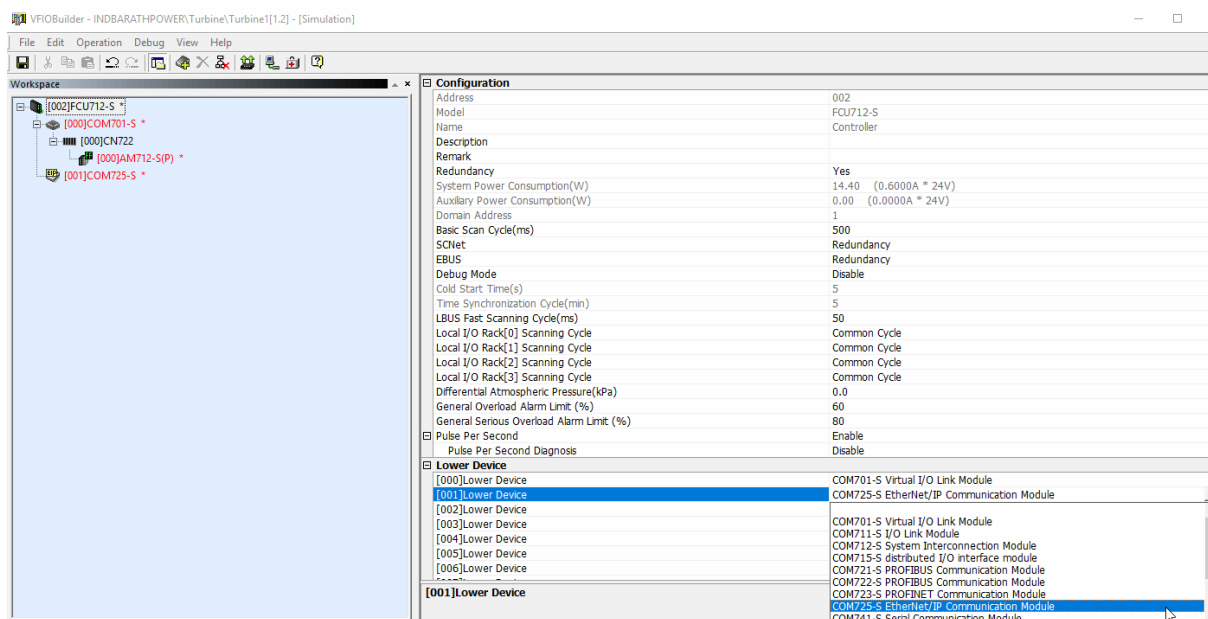 VFIOBuilder - INDBARATHPOWER\Turbine\Turbine1[1.2] - [Simulation]
File Edit Operation Debug View Help
Workspace
[002]FCU712-S *
[000]COM701-S *
[000]CN722
[000]AM712-S(P) *
[001]COM725-S *
Configuration
Address 002
Model FCU712-S
Name Controller
Description
Remark
Redundancy Yes
System Power Consumption(W) 14.40 (0.6000A * 24V)
Auxiliary Power Consumption(W) 0.00 (0.0000A * 24V)
Domain Address 1
Basic Scan Cycle(ms) 500
SCNet Redundancy
EBUS Redundancy
Debug Mode Disable
Cold Start Time(s) 5
Time Synchronization Cycle(min) 5
LBUS Fast Scanning Cycle(ms) 50
Local I/O Rack[0] Scanning Cycle Common Cycle
Local I/O Rack[1] Scanning Cycle Common Cycle
Local I/O Rack[2] Scanning Cycle Common Cycle
Local I/O Rack[3] Scanning Cycle Common Cycle
Differential Atmospheric Pressure(kPa) 0.0
General Overload Alarm Limit (%) 60
General Serious Overload Alarm Limit (%) 80
Pulse Per Second Enable
Pulse Per Second Diagnosis Disable
Lower Device
[000]Lower Device COM701-S Virtual I/O Link Module
[001]Lower Device COM725-S EtherNet/IP Communication Module
[002]Lower Device
[003]Lower Device
[004]Lower Device
[005]Lower Device
[006]Lower Device
COM701-S Virtual I/O Link Module
COM711-S I/O Link Module
COM712-S System Interconnection Module
COM715-S distributed I/O interface module
COM721-S PROFIBUS Communication Module
COM722-S PROFIBUS Communication Module
COM723-S PROFINET Communication Module
COM725-S EtherNet/IP Communication Module
COM741-S Serial Communication Module
[001]Lower Device